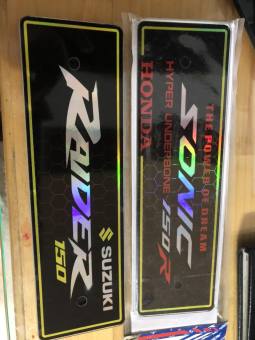 RAIDER
150
SUZUKI
THE POWER OF DREAM
SONIC
HYPER UNDERBONE 150R
HONDA